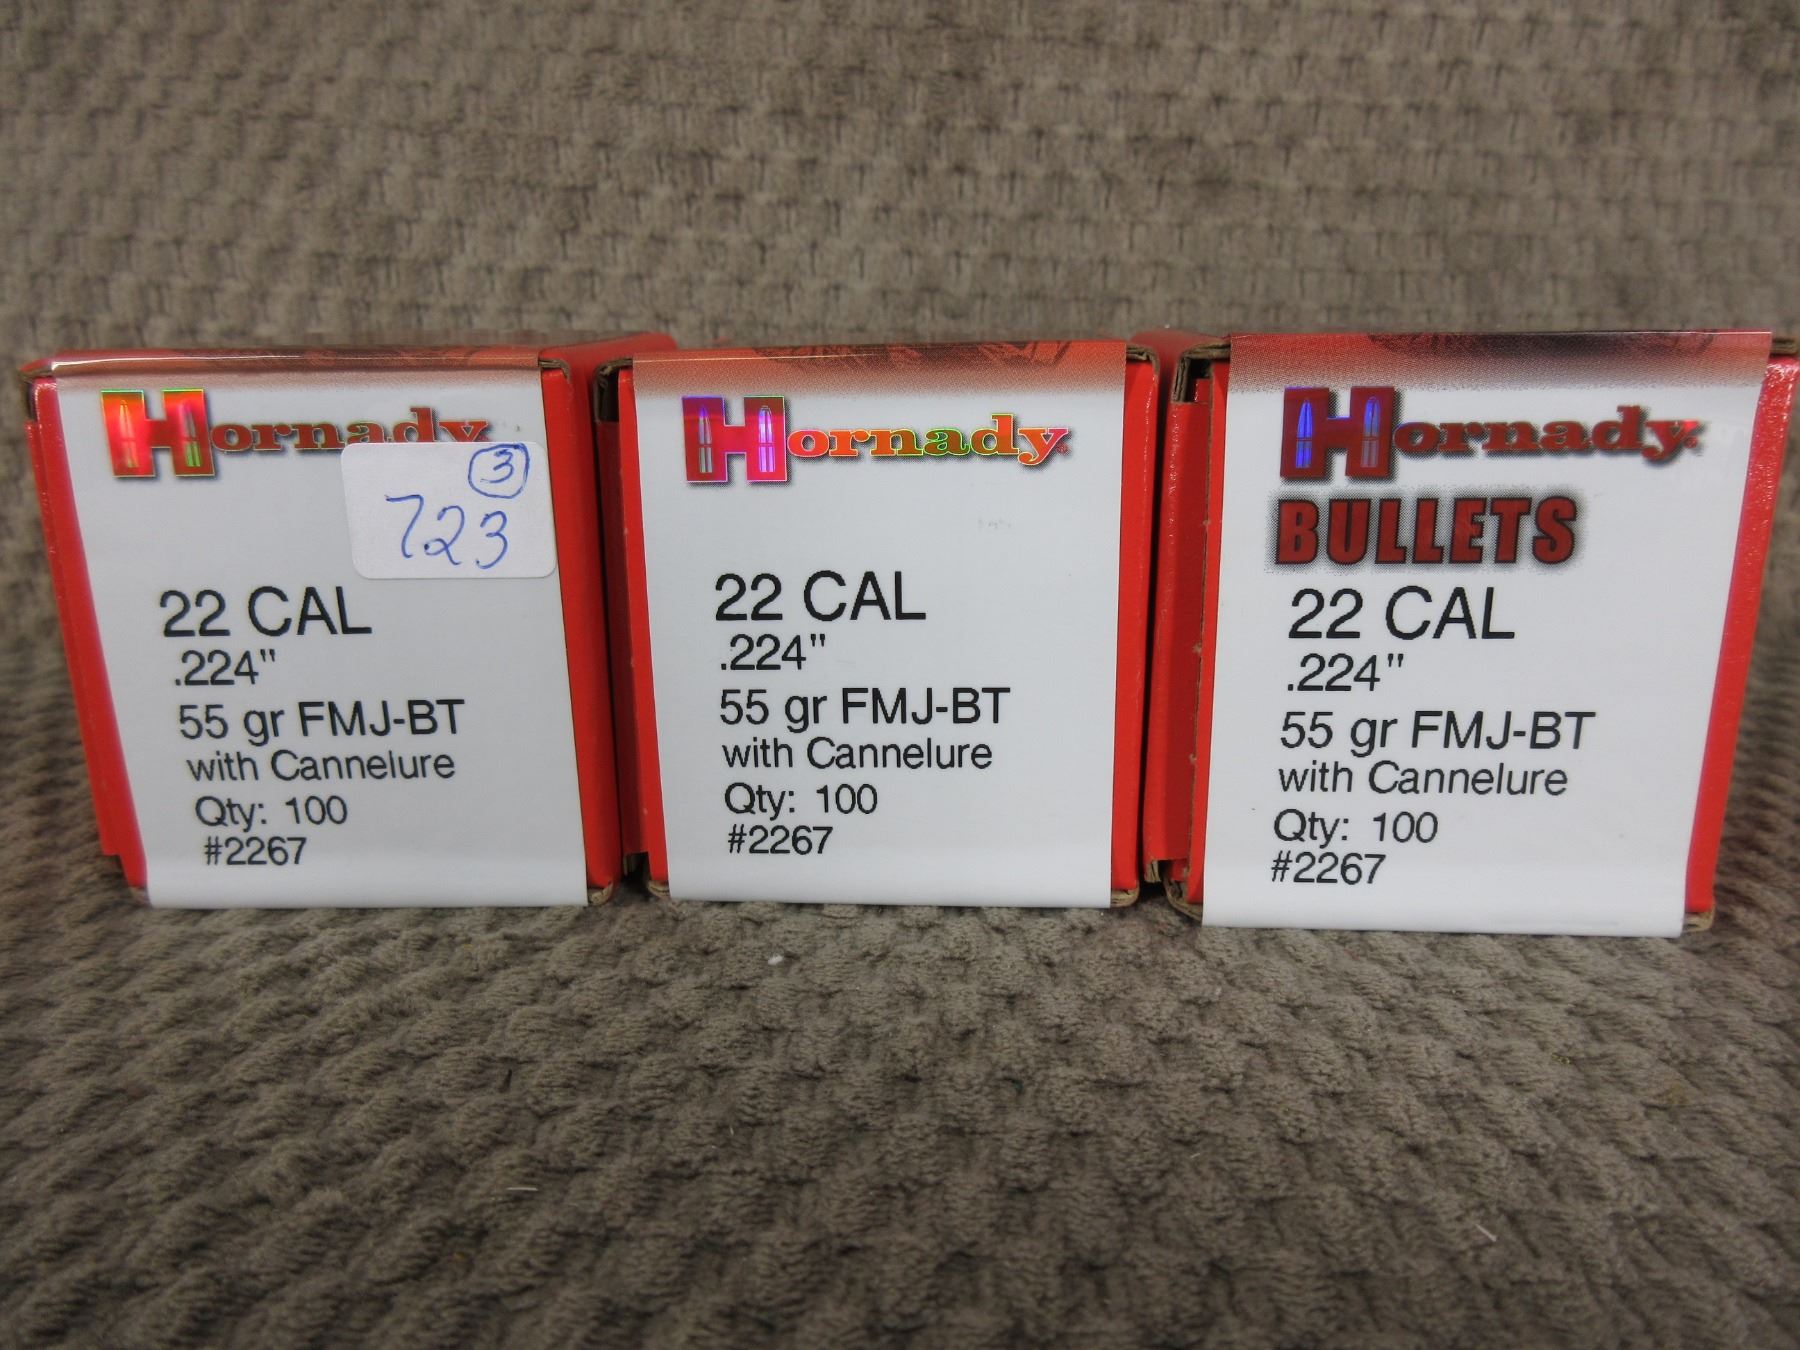 Hornady
3
723
22 CAL
.224"
55 gr FMJ-BT
with Cannelure
Qty: 100
#2267
Hornady
22 CAL
.224"
55 gr FMJ-BT
with Cannelure
Qty: 100
#2267
Hornady
BULLETS
22 CAL
.224"
55 gr FMJ-BT
with Cannelure
Qty: 100
#2267